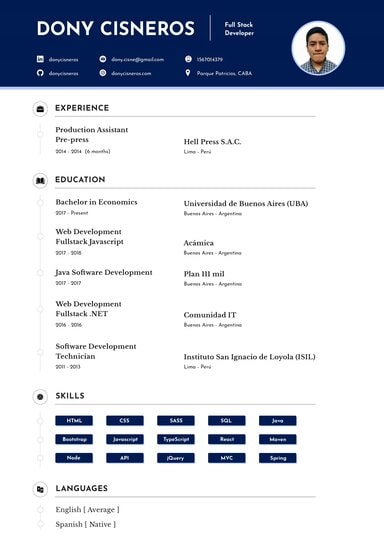 DONY CISNEROS
Full Stack
Developer
donycisneros
dony.cisne@gmail.com
1567014379
donycisneros
donycisneros.com
Parque Patricios, CABA
EXPERIENCE
Production Assistant
Pre-press
Hell Press S.A.C.
2014 - 2014 (6 months)
Lima - Perú
EDUCATION
Bachelor in Economics
Universidad de Buenos Aires (UBA)
2017 - Present
Buenos Aires - Argentina
Web Development
Fullstack Javascript
Acámica
2017 - 2018
Buenos Aires - Argentina
Java Software Development
Plan 111 mil
2017 - 2017
Buenos Aires - Argentina
Web Development
Fullstack .NET
Comunidad IT
2016 - 2016
Buenos Aires - Argentina
Software Development
Technician
Instituto San Ignacio de Loyola (ISIL)
2011 - 2013
Lima - Perú
SKILLS
HTML CSS SASS SQL Java
Bootstrap Javascript TypeScript React Maven
Node API jQuery MVC Spring
LANGUAGES
English [ Average ]
Spanish [ Native ]